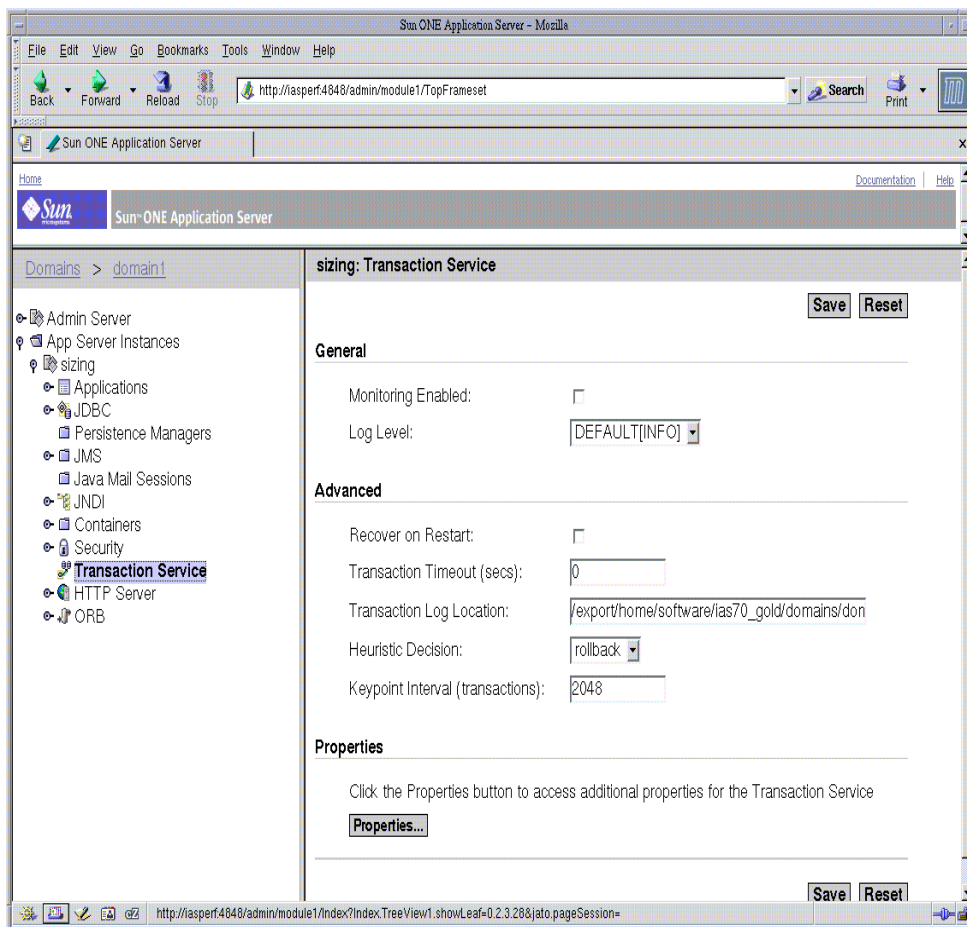 Sun ONE Application Server - Mozilla
File Edit View Go Bookmarks Tools Window Help
Back Forward Reload Stop http://iasperf:4848/admin/module1/TopFrameset Search Print
Sun ONE Application Server x
Home Documentation Help
Sun microsystems Sun ONE Application Server
Domains > domain1
Admin Server
App Server Instances
sizing
Applications
JDBC
Persistence Managers
JMS
Java Mail Sessions
JNDI
Containers
Security
Transaction Service
HTTP Server
ORB
sizing: Transaction Service
Save Reset
General
Monitoring Enabled:
Log Level: DEFAULT[INFO]
Advanced
Recover on Restart:
Transaction Timeout (secs): 0
Transaction Log Location: /export/home/software/ias70_gold/domains/don
Heuristic Decision: rollback
Keypoint Interval (transactions): 2048
Properties
Click the Properties button to access additional properties for the Transaction Service
Properties...
Save Reset
http://iasperf:4848/admin/module1/Index?Index.TreeView1.showLeaf=0.2.3.28&jato.pageSession=